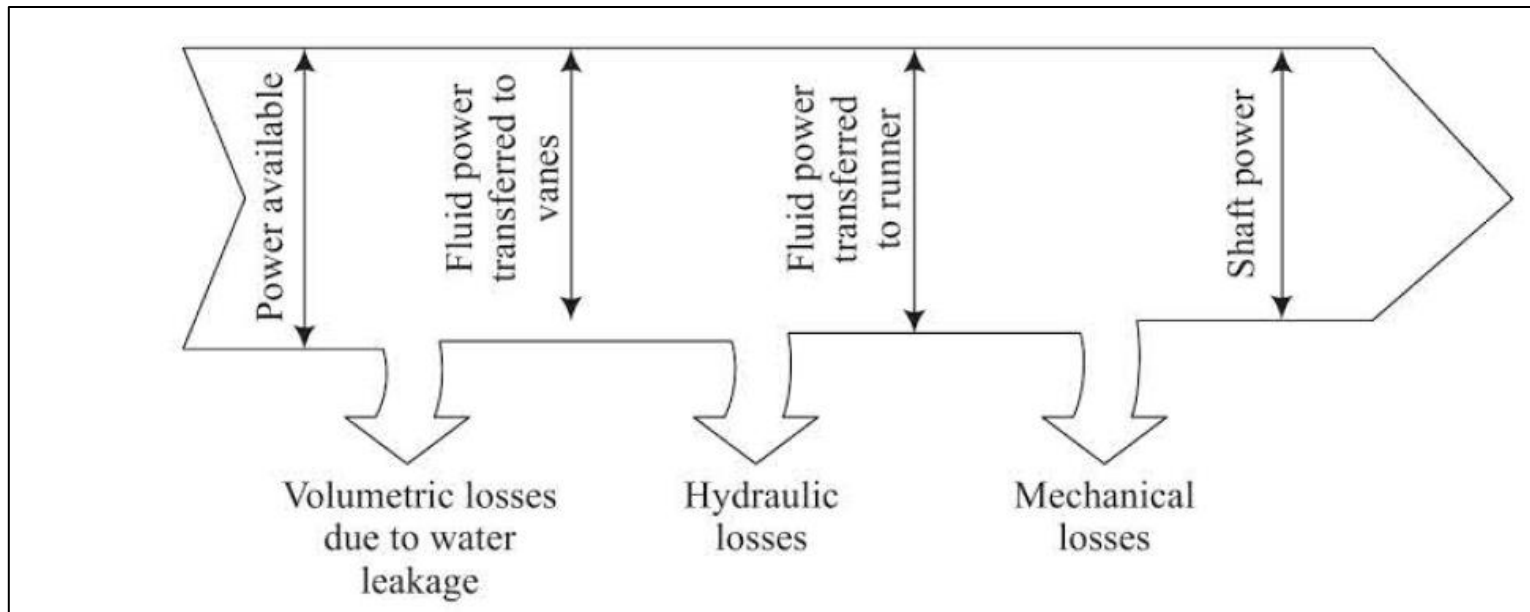 Power available
Fluid power
transferred to
vanes
Fluid power
transferred
to runner
Shaft power
Volumetric losses
due to water
leakage
Hydraulic
losses
Mechanical
losses